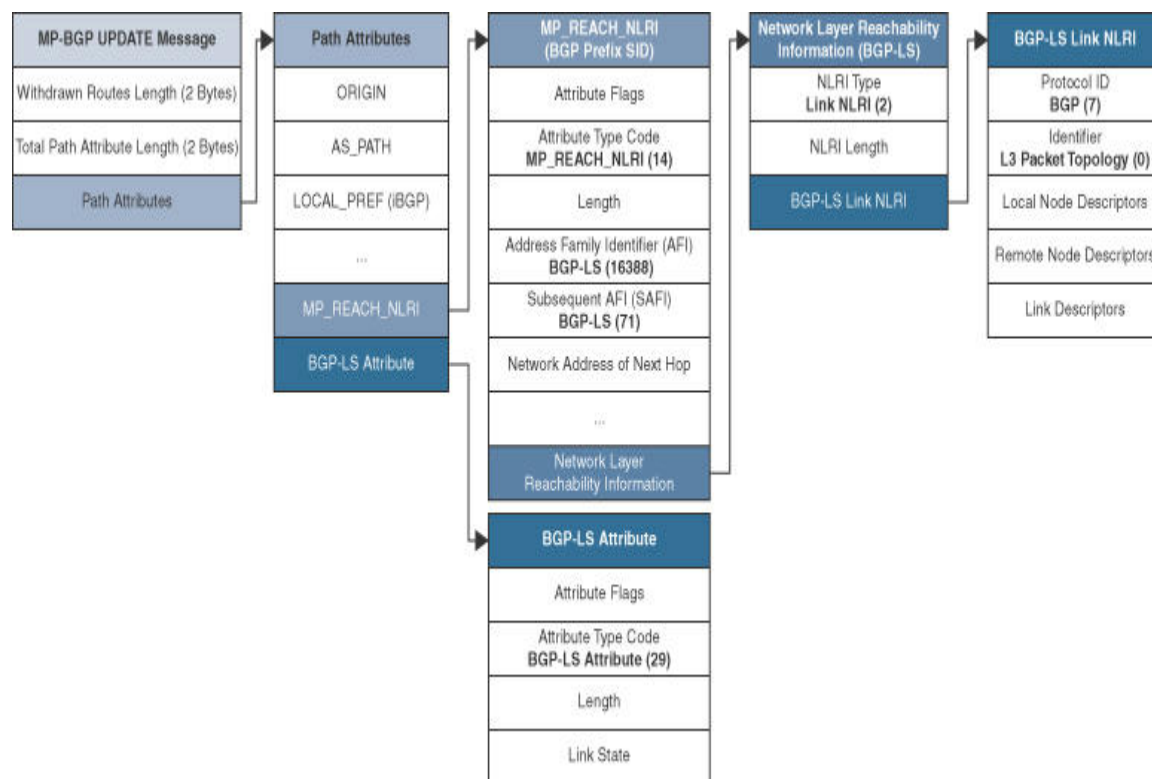 MP-BGP UPDATE Message
Withdrawn Routes Length (2 Bytes)
Total Path Attribute Length (2 Bytes)
Path Attributes
Path Attributes
ORIGIN
AS_PATH
LOCAL_PREF (iBGP)
...
MP_REACH_NLRI
BGP-LS Attribute
MP_REACH_NLRI
(BGP Prefix SID)
Attribute Flags
Attribute Type Code
MP_REACH_NLRI (14)
Length
Address Family Identifier (AFI)
BGP-LS (16388)
Subsequent AFI (SAFI)
BGP-LS (71)
Network Address of Next Hop
...
Network Layer
Reachability Information
BGP-LS Attribute
Attribute Flags
Attribute Type Code
BGP-LS Attribute (29)
Length
Link State
Network Layer Reachability
Information (BGP-LS)
NLRI Type
Link NLRI (2)
NLRI Length
BGP-LS Link NLRI
BGP-LS Link NLRI
Protocol ID
BGP (7)
Identifier
L3 Packet Topology (0)
Local Node Descriptors
Remote Node Descriptors
Link Descriptors